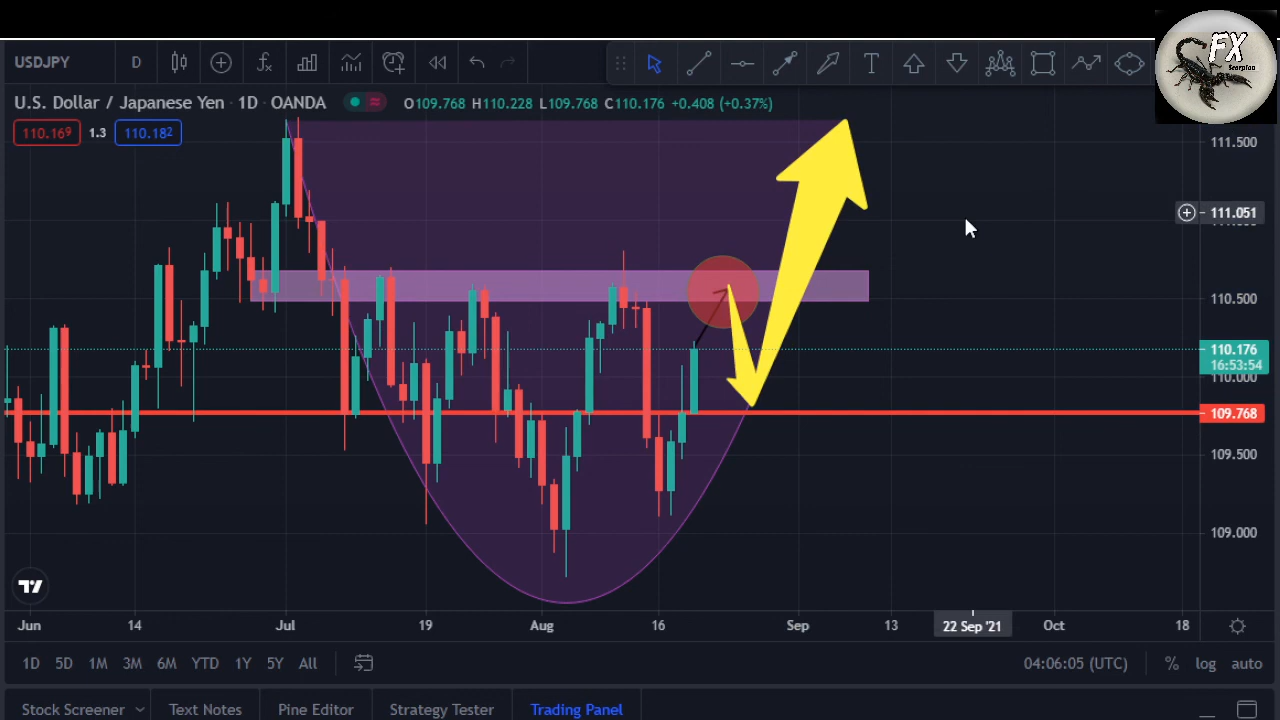 USDJPY D
FX
Scorpion
U.S. Dollar / Japanese Yen · 1D · OANDA O109.768 H110.228 L109.768 C110.176 +0.408 (+0.37%)
110.169 1.3 110.182
111.500
111.051
110.500
110.176
16:53:54
110.000
109.768
109.500
109.000
Jun 14 Jul 19 Aug 16 Sep 13 22 Sep '21 Oct 18
1D 5D 1M 3M 6M YTD 1Y 5Y All 04:06:05 (UTC) % log auto
Stock Screener Text Notes Pine Editor Strategy Tester Trading Panel